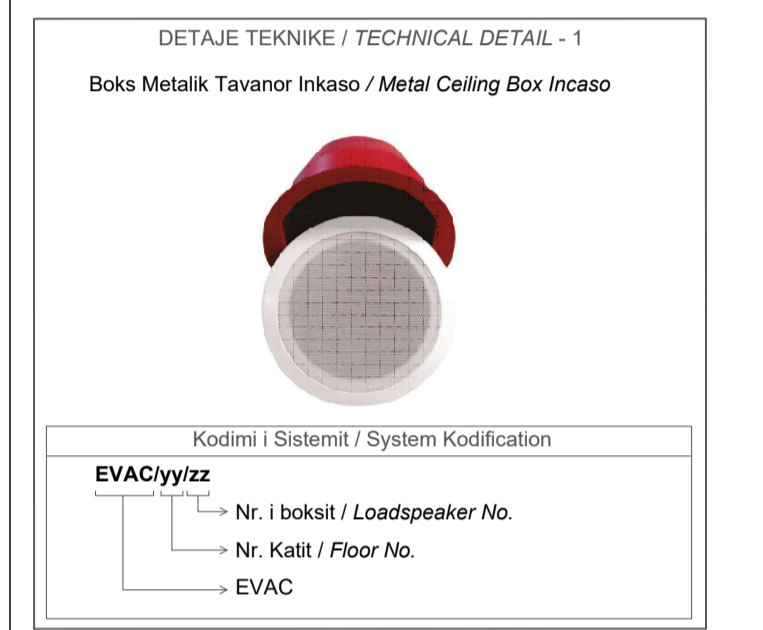 DETAJE TEKNIKE / TECHNICAL DETAIL - 1
Boks Metalik Tavanor Inkaso / Metal Ceiling Box Incaso
Kodimi i Sistemit / System Kodification
EVAC/yy/zz
Nr. i boksit / Loadspeaker No.
Nr. Katit / Floor No.
EVAC